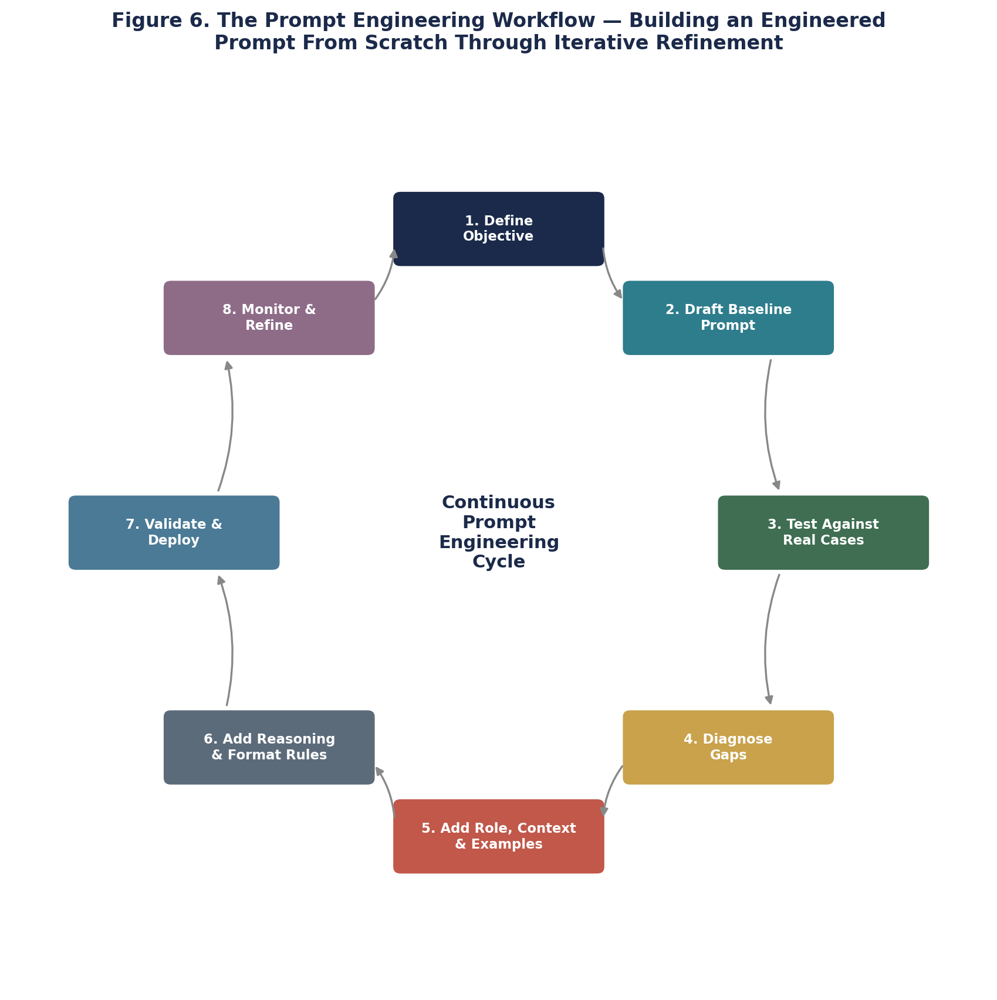 Figure 6. The Prompt Engineering Workflow — Building an Engineered
Prompt From Scratch Through Iterative Refinement
1. Define
Objective
2. Draft Baseline
Prompt
3. Test Against
Real Cases
4. Diagnose
Gaps
5. Add Role, Context
& Examples
6. Add Reasoning
& Format Rules
7. Validate &
Deploy
8. Monitor &
Refine
Continuous
Prompt
Engineering
Cycle